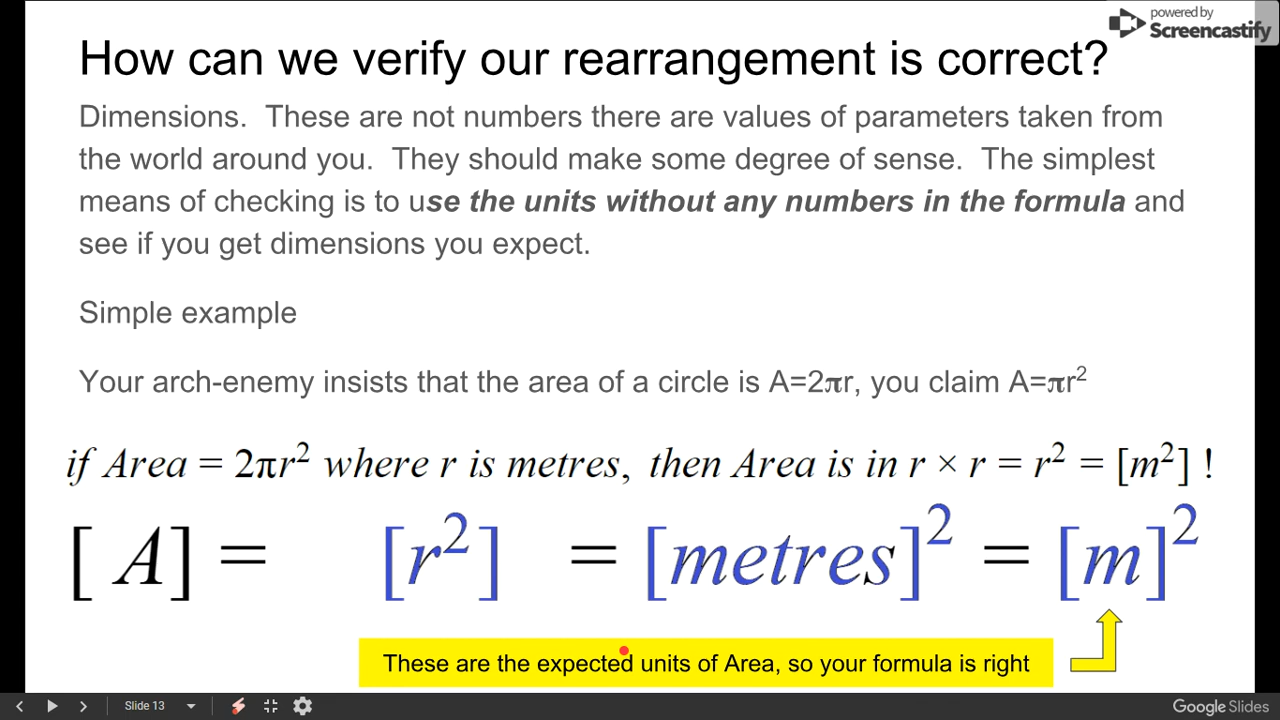 powered by
Screencastify
How can we verify our rearrangement is correct?
Dimensions. These are not numbers there are values of parameters taken from
the world around you. They should make some degree of sense. The simplest
means of checking is to use the units without any numbers in the formula and
see if you get dimensions you expect.
Simple example
Your arch-enemy insists that the area of a circle is A=2πr, you claim A=πr²
if Area = 2πr² where r is metres, then Area is in r × r = r² = [m²] !
[ A] = [r²] = [metres]² = [m]²
These are the expected units of Area, so your formula is right
Slide 13
Google Slides